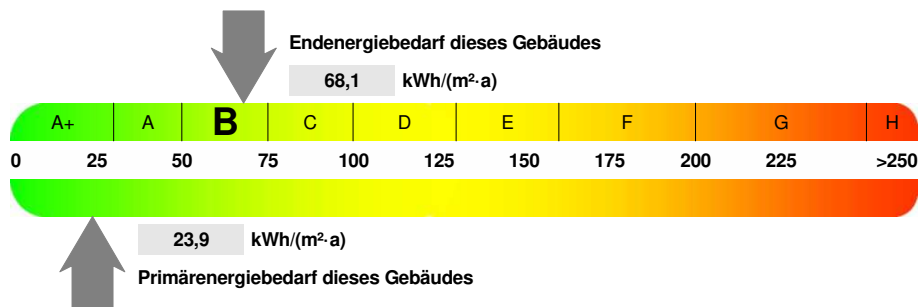 Endenergiebedarf dieses Gebäudes
68,1 kWh/(m²·a)
A+ A B C D E F G H
0 25 50 75 100 125 150 175 200 225 >250
23,9 kWh/(m²·a)
Primärenergiebedarf dieses Gebäudes